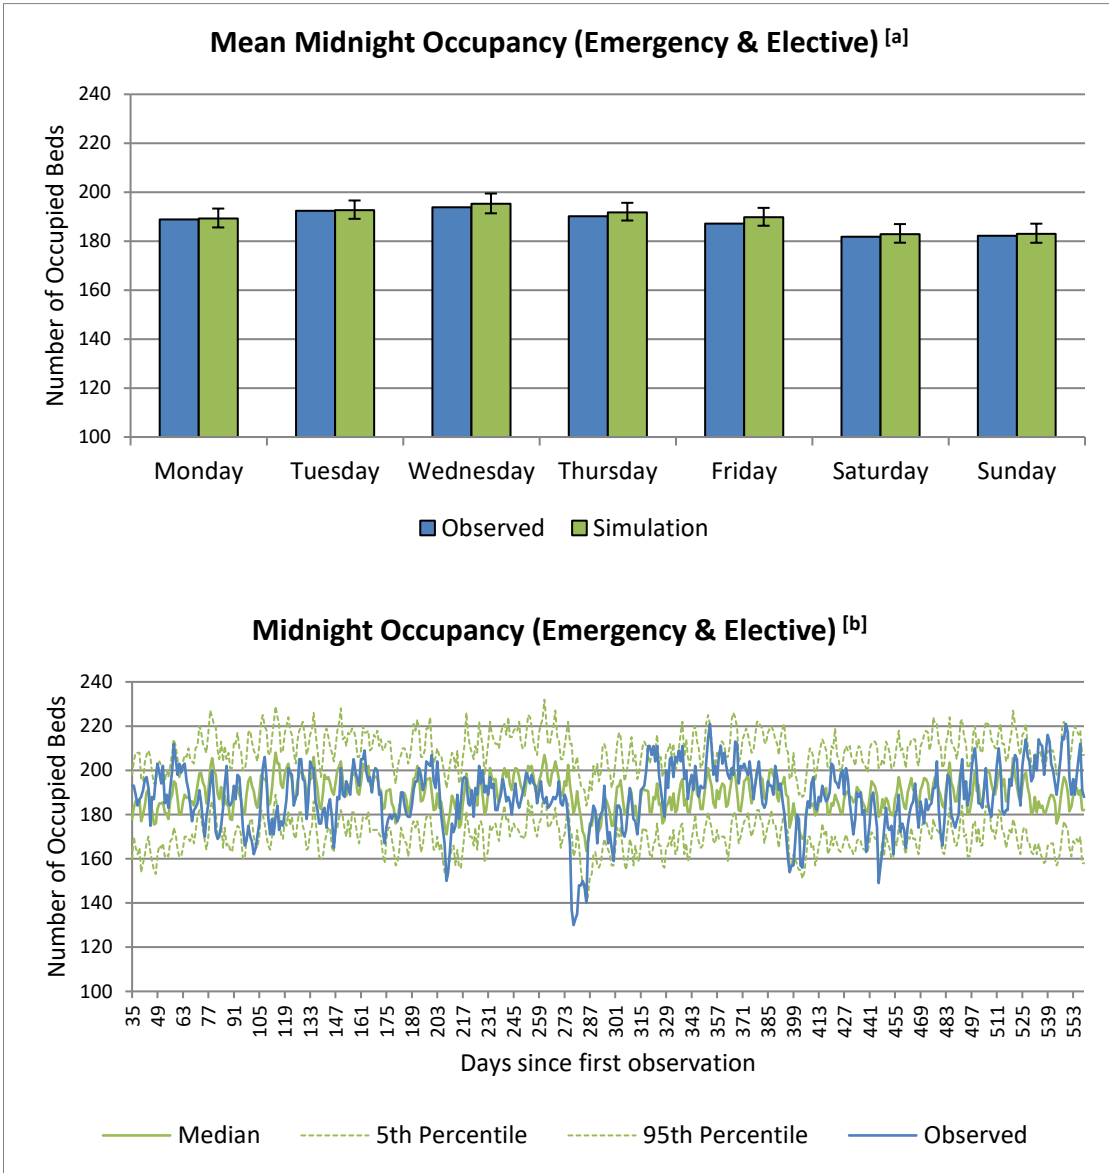 Mean Midnight Occupancy (Emergency & Elective) [a]
Number of Occupied Beds
240
220
200
180
160
140
120
100
Monday Tuesday Wednesday Thursday Friday Saturday Sunday
Observed Simulation
Midnight Occupancy (Emergency & Elective) [b]
Number of Occupied Beds
240
220
200
180
160
140
120
100
35 49 63 77 91 105 119 133 147 161 175 189 203 217 231 245 259 273 287 301 315 329 343 357 371 385 399 413 427 441 455 469 483 497 511 525 539 553
Days since first observation
Median 5th Percentile 95th Percentile Observed